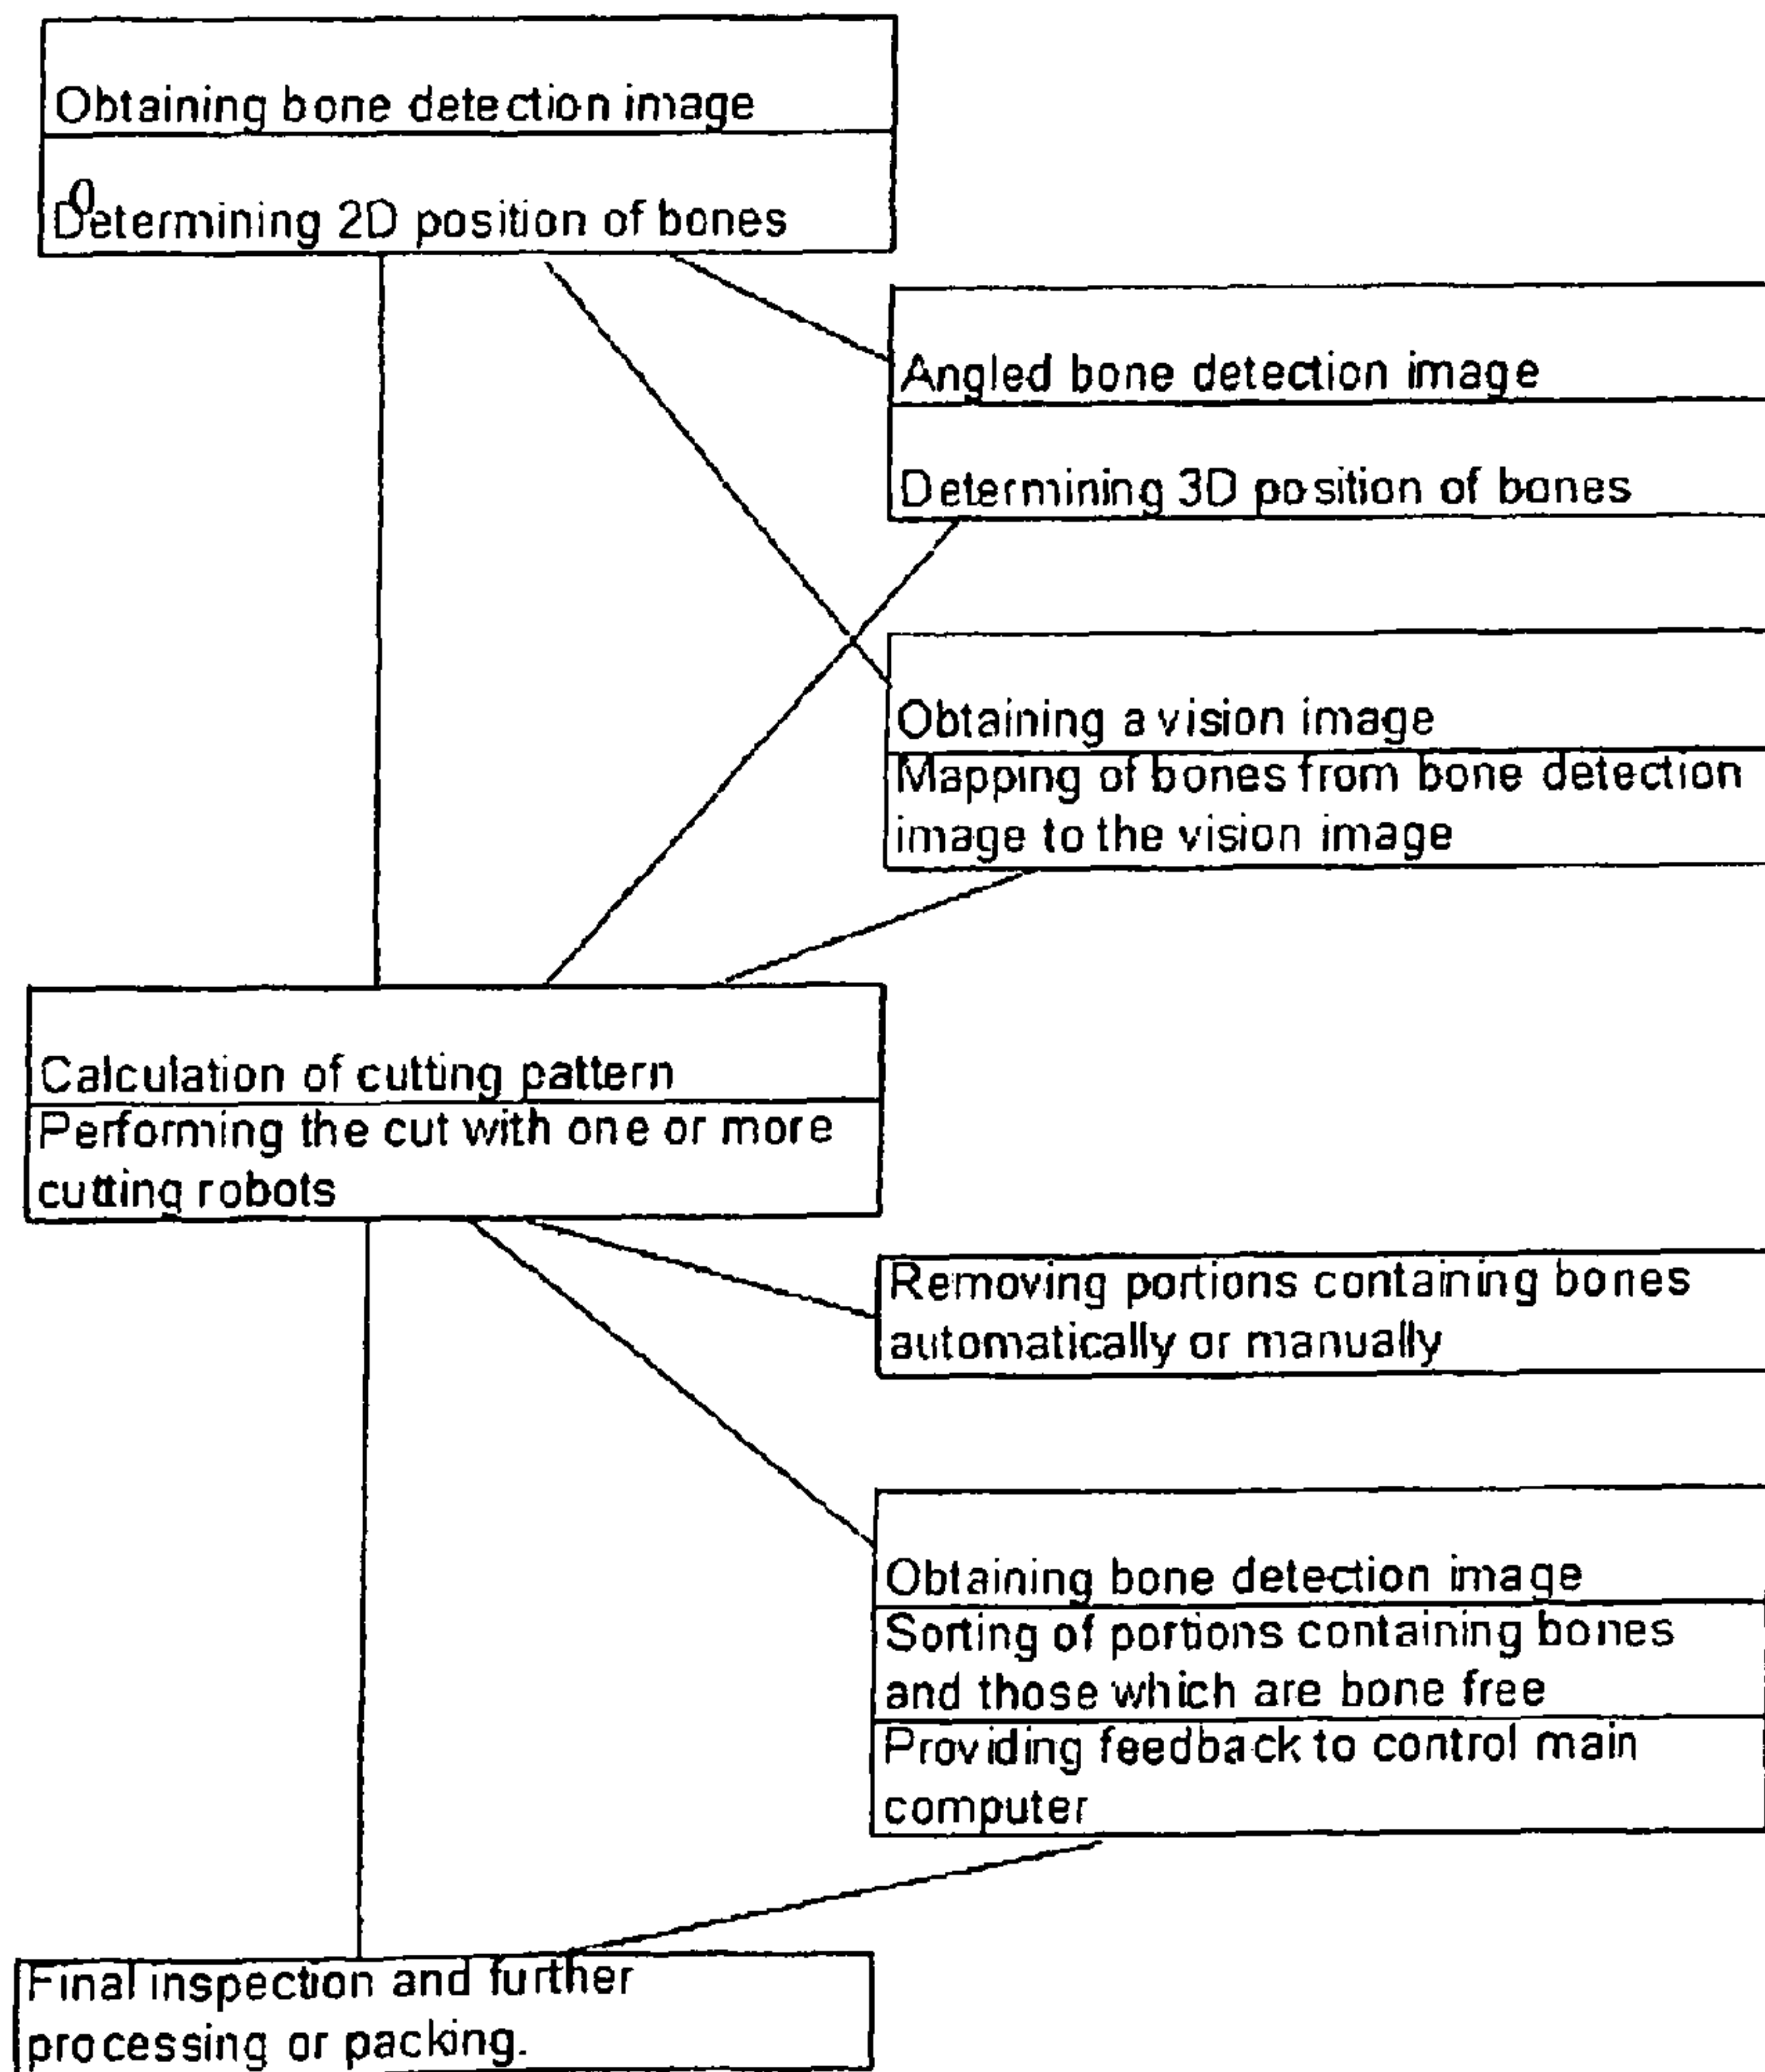 Obtaining bone detection image
Determining 2D position of bones
Angled bone detection image
Determining 3D position of bones
Obtaining a vision image
Mapping of bones from bone detection
image to the vision image
Calculation of cutting pattern
Performing the cut with one or more
cutting robots
Removing portions containing bones
automatically or manually
Obtaining bone detection image
Sorting of portions containing bones
and those which are bone free
Providing feedback to control main
computer
Final inspection and further
processing or packing.